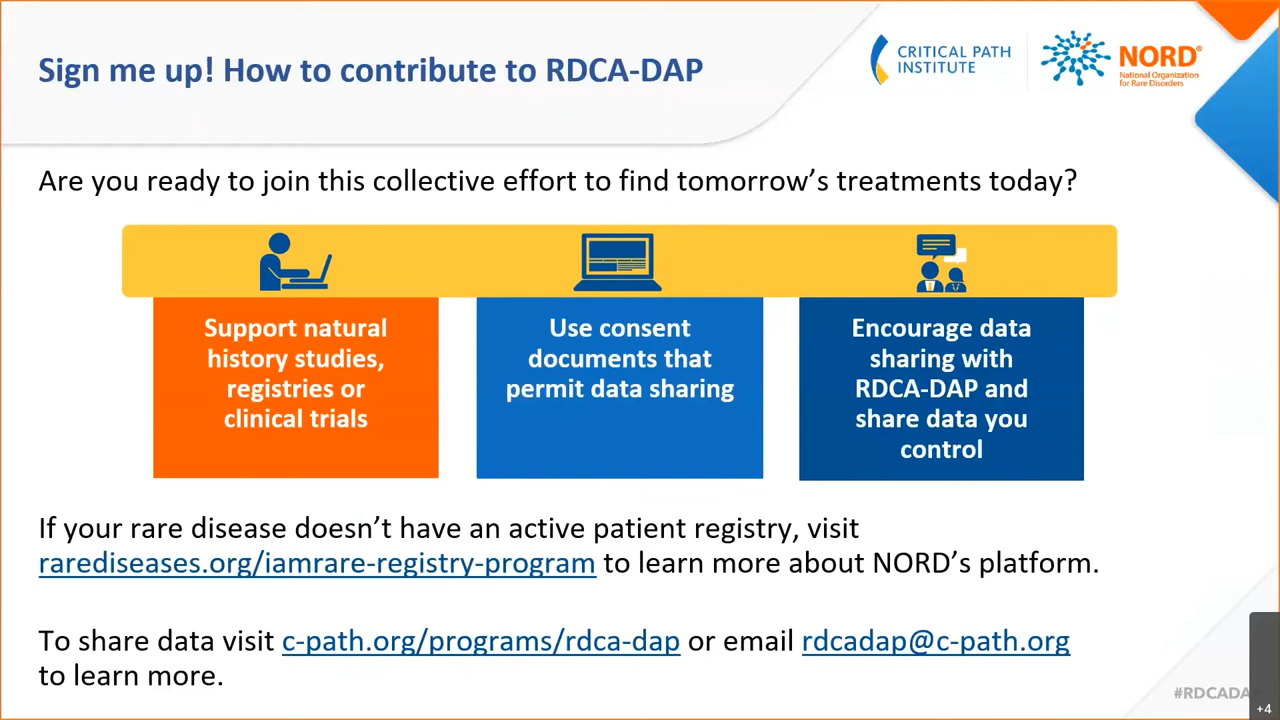 Sign me up! How to contribute to RDCA-DAP
CRITICAL PATH
INSTITUTE
NORD®
National Organization
for Rare Disorders
Are you ready to join this collective effort to find tomorrow’s treatments today?
Support natural
history studies,
registries or
clinical trials
Use consent
documents that
permit data sharing
Encourage data
sharing with
RDCA-DAP and
share data you
control
If your rare disease doesn’t have an active patient registry, visit
rarediseases.org/iamrare-registry-program to learn more about NORD’s platform.
To share data visit c-path.org/programs/rdca-dap or email rdcadap@c-path.org
to learn more.
#RDCADA
+4